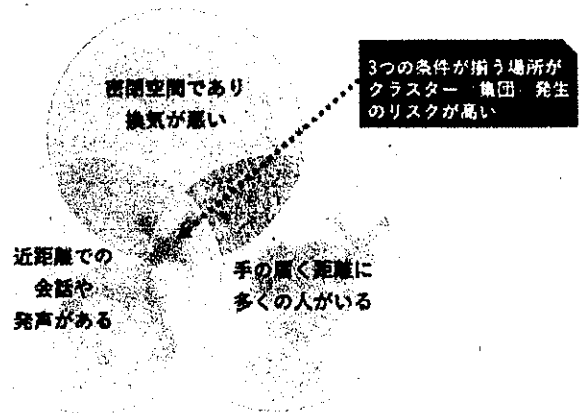 密閉空間であり
換気が悪い
3つの条件が揃う場所が
クラスター 集団 発生
のリスクが高い
近距離での
会話や
発声がある
手の届く距離に
多くの人がいる